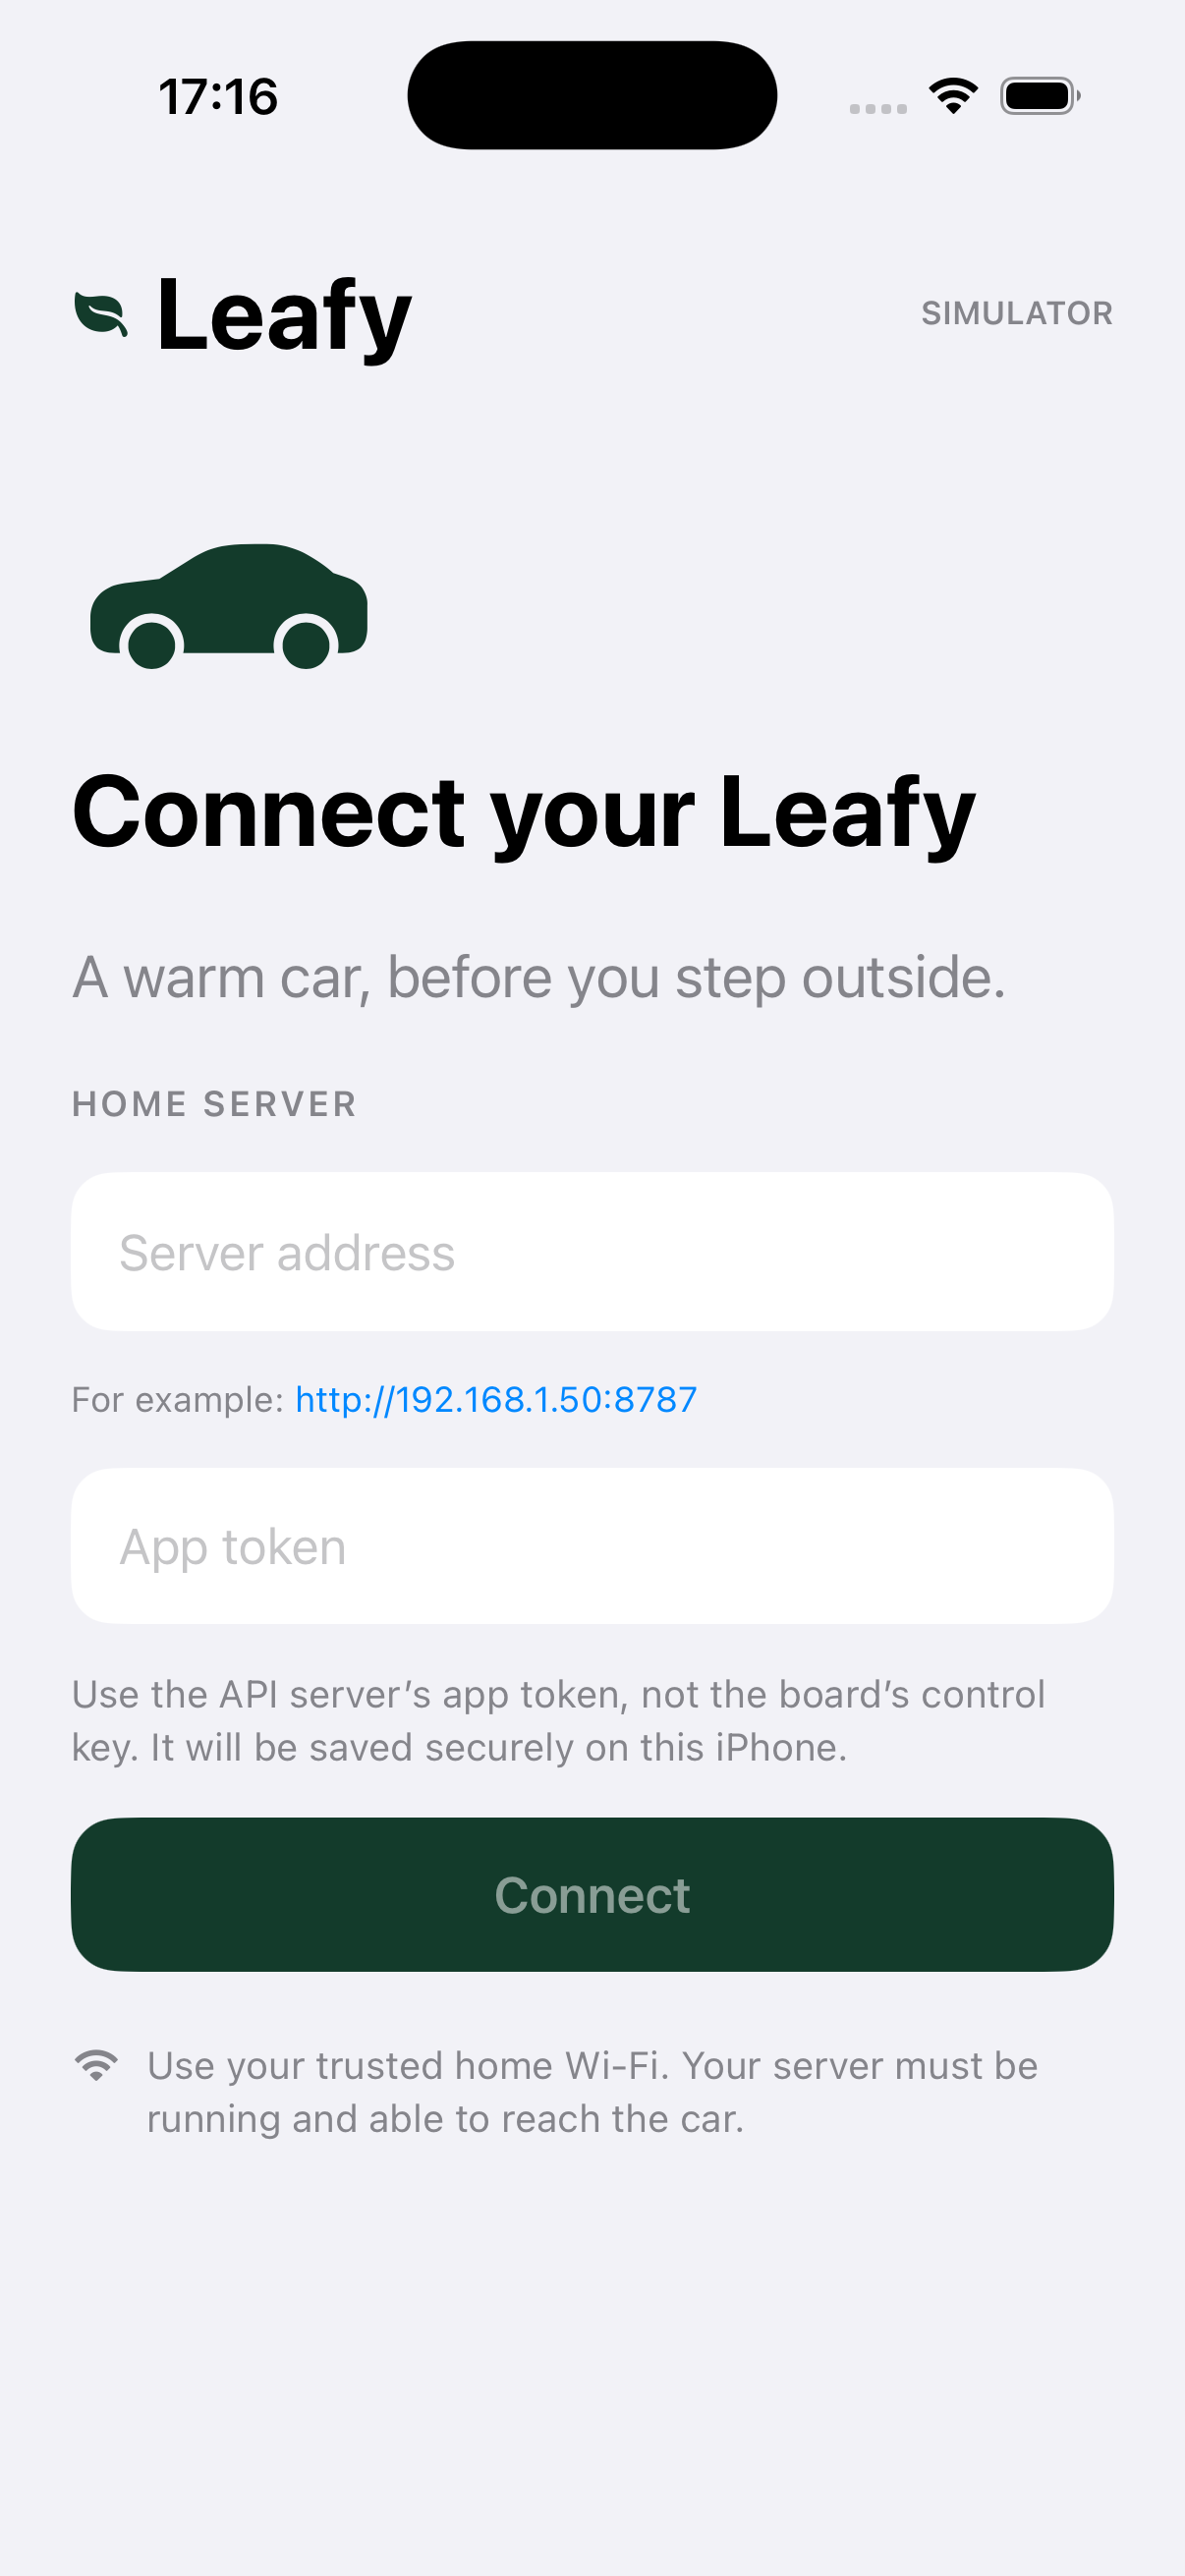 17:16
Leafy
SIMULATOR
Connect your Leafy
A warm car, before you step outside.
HOME SERVER
Server address
For example: http://192.168.1.50:8787
App token
Use the API server’s app token, not the board’s control
key. It will be saved securely on this iPhone.
Connect
Use your trusted home Wi-Fi. Your server must be
running and able to reach the car.